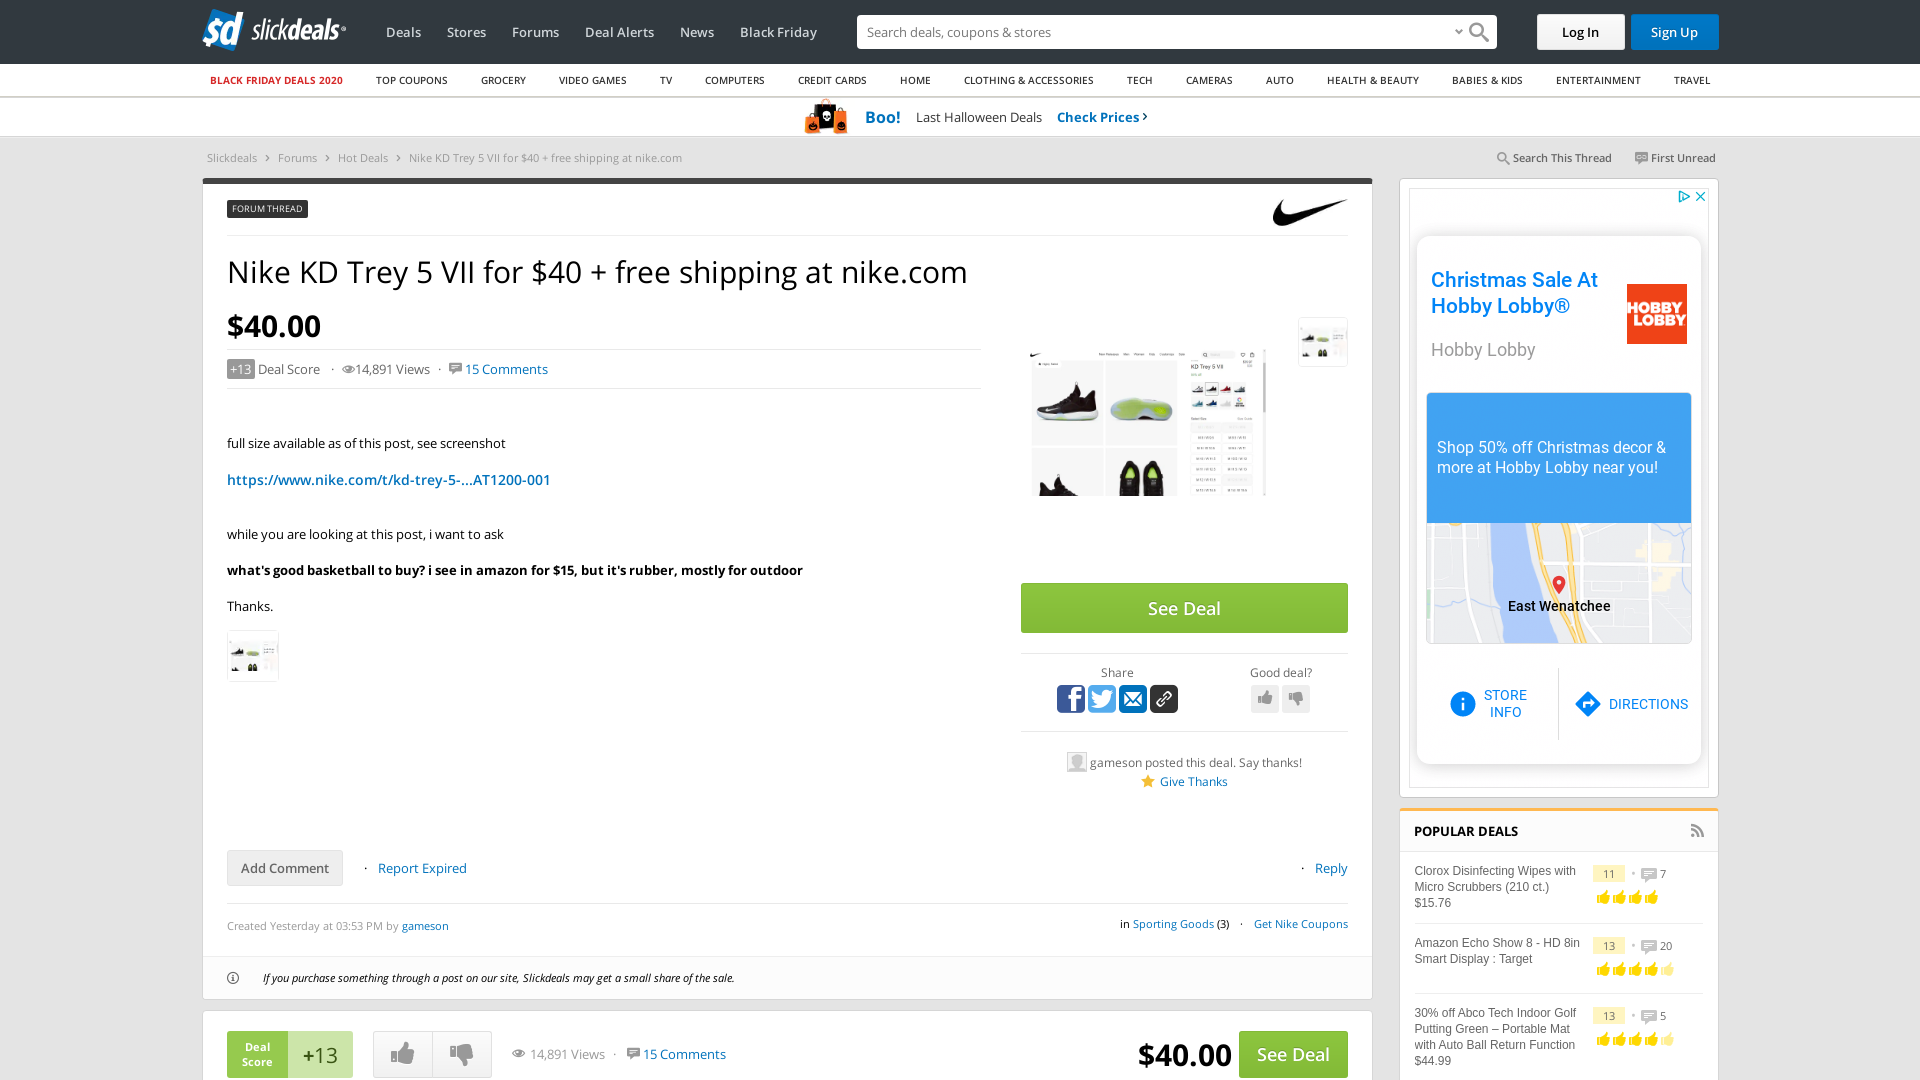 slickdeals
Deals
Stores
Forums
Deal Alerts
News
Black Friday
Search deals, coupons & stores
Log In
Sign Up
BLACK FRIDAY DEALS 2020
TOP COUPONS
GROCERY
VIDEO GAMES
TV
COMPUTERS
CREDIT CARDS
HOME
CLOTHING & ACCESSORIES
TECH
CAMERAS
AUTO
HEALTH & BEAUTY
BABIES & KIDS
ENTERTAINMENT
TRAVEL
Boo! Last Halloween Deals Check Prices ›
Slickdeals › Forums › Hot Deals › Nike KD Trey 5 VII for $40 + free shipping at nike.com
Search This Thread
First Unread
FORUM THREAD
Nike KD Trey 5 VII for $40 + free shipping at nike.com
$40.00
+13 Deal Score · 14,891 Views · 15 Comments
full size available as of this post, see screenshot
https://www.nike.com/t/kd-trey-5-...AT1200-001
while you are looking at this post, i want to ask
what's good basketball to buy? i see in amazon for $15, but it's rubber, mostly for outdoor
Thanks.
KD Trey 5 VII
See Deal
Share
Good deal?
gameson posted this deal. Say thanks!
Give Thanks
Add Comment
· Report Expired
· Reply
Created Yesterday at 03:53 PM by gameson
in Sporting Goods (3) · Get Nike Coupons
If you purchase something through a post on our site, Slickdeals may get a small share of the sale.
Deal
Score
+13
14,891 Views · 15 Comments
$40.00
See Deal
Christmas Sale At
Hobby Lobby®
HOBBY
LOBBY
Hobby Lobby
Shop 50% off Christmas decor &
more at Hobby Lobby near you!
East Wenatchee
STORE
INFO
DIRECTIONS
POPULAR DEALS
Clorox Disinfecting Wipes with
Micro Scrubbers (210 ct.)
$15.76
11 • 7
Amazon Echo Show 8 - HD 8in
Smart Display : Target
13 • 20
30% off Abco Tech Indoor Golf
Putting Green – Portable Mat
with Auto Ball Return Function
$44.99
13 • 5